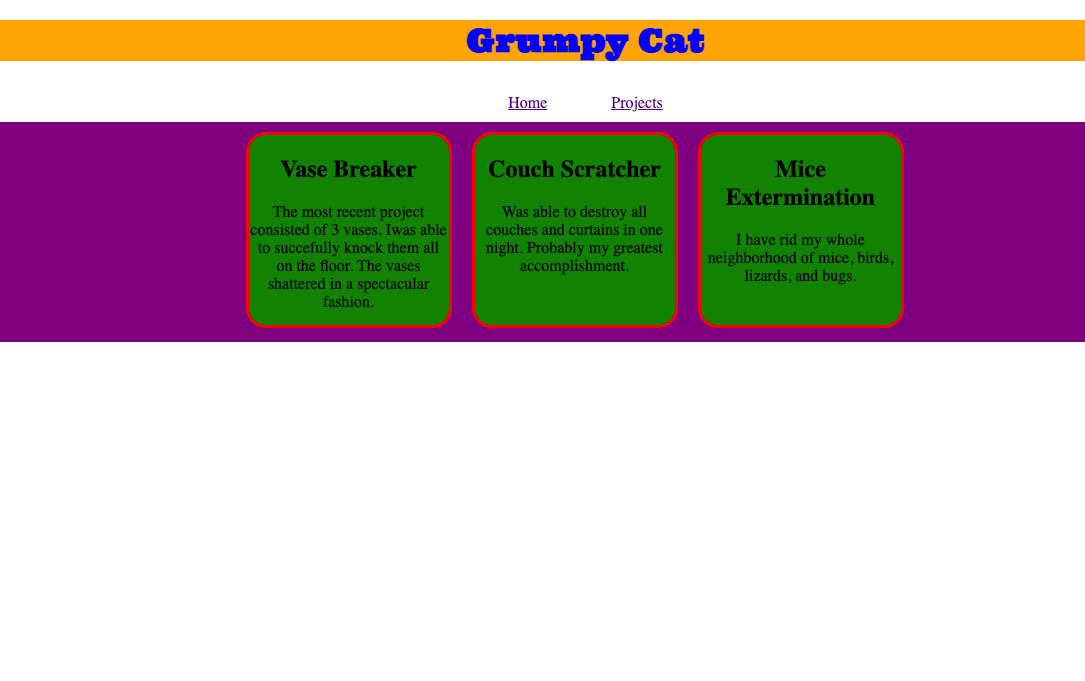 Grumpy Cat
Home Projects
Vase Breaker
The most recent project
consisted of 3 vases. Iwas able
to succefully knock them all
on the floor. The vases
shattered in a spectacular
fashion.
Couch Scratcher
Was able to destroy all
couches and curtains in one
night. Probably my greatest
accomplishment.
Mice
Extermination
I have rid my whole
neighborhood of mice, birds,
lizards, and bugs.